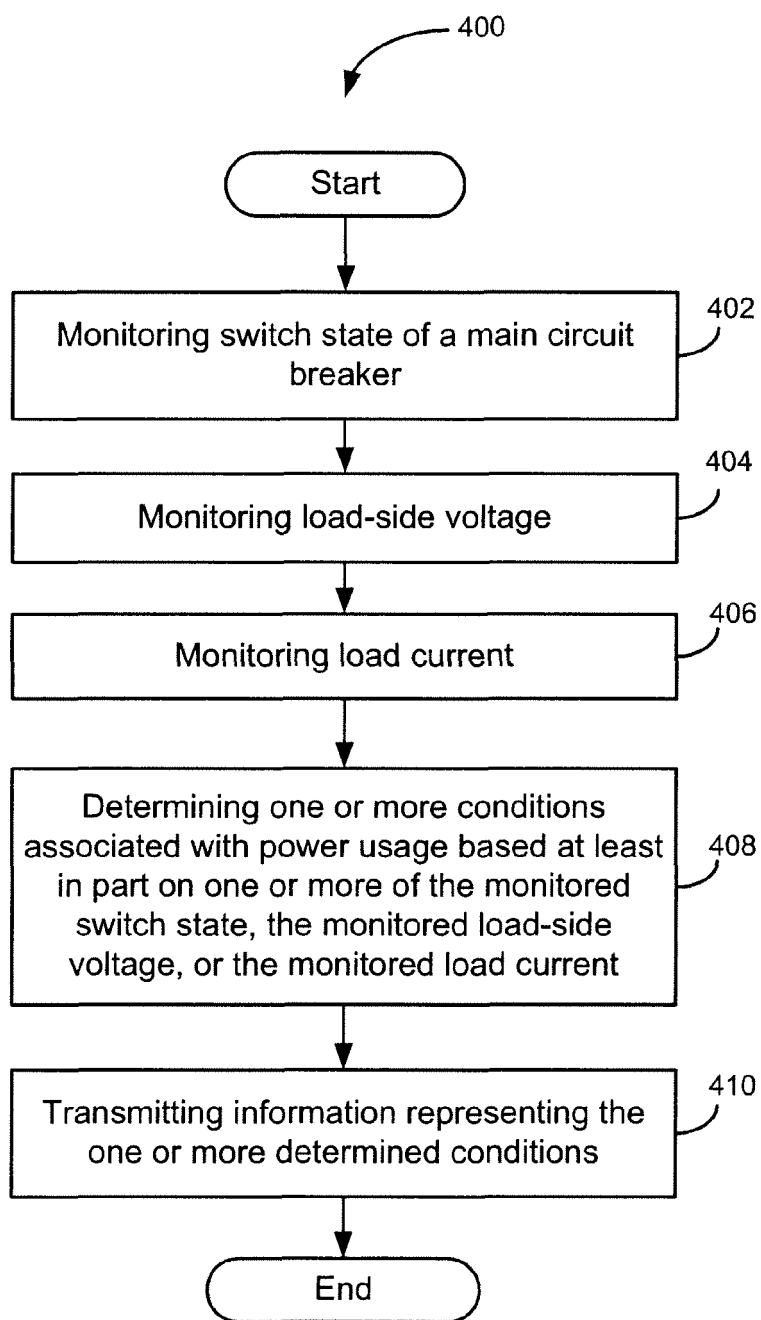 400
Start
Monitoring switch state of a main circuit
breaker
402
Monitoring load-side voltage
404
Monitoring load current
406
Determining one or more conditions
associated with power usage based at least
in part on one or more of the monitored
switch state, the monitored load-side
voltage, or the monitored load current
408
Transmitting information representing the
one or more determined conditions
410
End